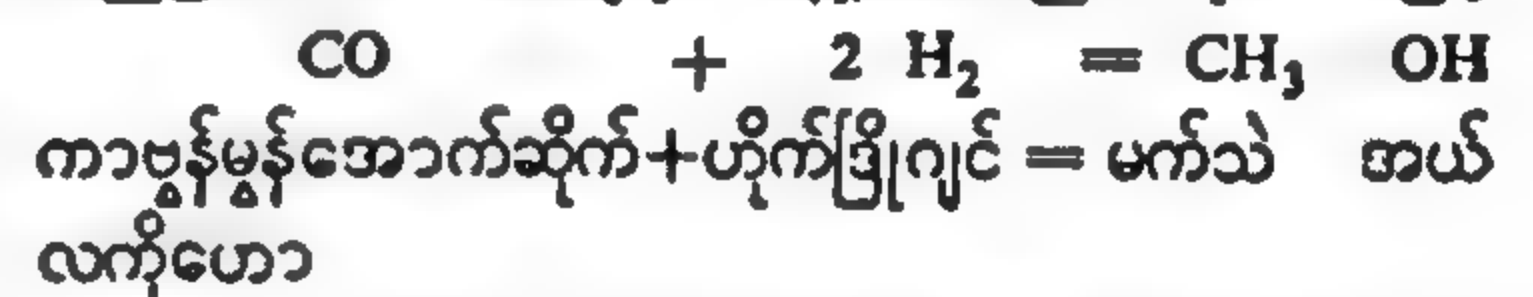 CO + 2 H₂ = CH₃ OH
ကာဗွန်မွန်အောက်ဆိုက်+ဟိုက်ဒြိုဂျင် = မက်သဲ အယ်
လကိုဟော